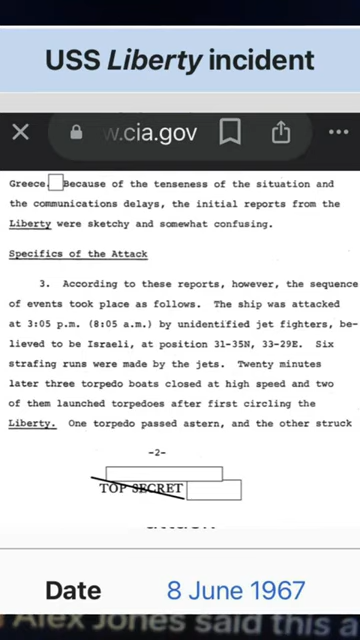 USS Liberty incident
w.cia.gov
Greece. Because of the tenseness of the situation and
the communications delays, the initial reports from the
Liberty were sketchy and somewhat confusing.
Specifics of the Attack
3. According to these reports, however, the sequence
of events took place as follows. The ship was attacked
at 3:05 p.m. (8:05 a.m.) by unidentified jet fighters, be-
lieved to be Israeli, at position 31-35N, 33-29E. Six
strafing runs were made by the jets. Twenty minutes
later three torpedo boats closed at high speed and two
of them launched torpedoes after first circling the
Liberty. One torpedo passed astern, and the other struck
-2-
TOP SECRET
Date 8 June 1967
Alex Jones said this a